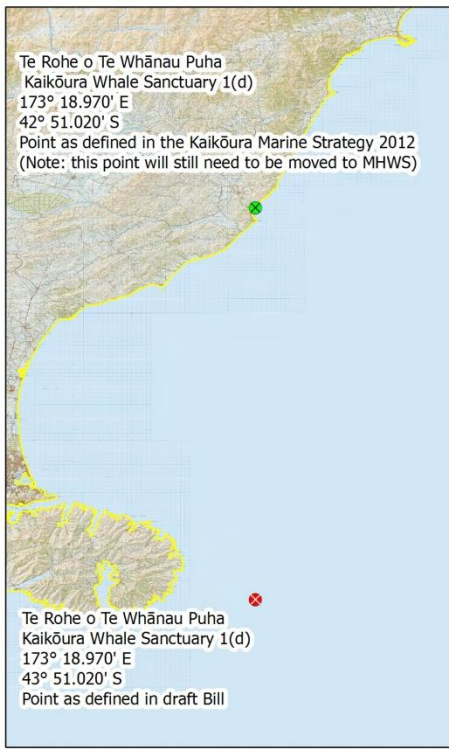 Te Rohe o Te Whānau Puha
Kaikōura Whale Sanctuary 1(d)
173° 18.970' E
42° 51.020' S
Point as defined in the Kaikōura Marine Strategy 2012
(Note: this point will still need to be moved to MHWS)
Te Rohe o Te Whānau Puha
Kaikōura Whale Sanctuary 1(d)
173° 18.970' E
43° 51.020' S
Point as defined in draft Bill